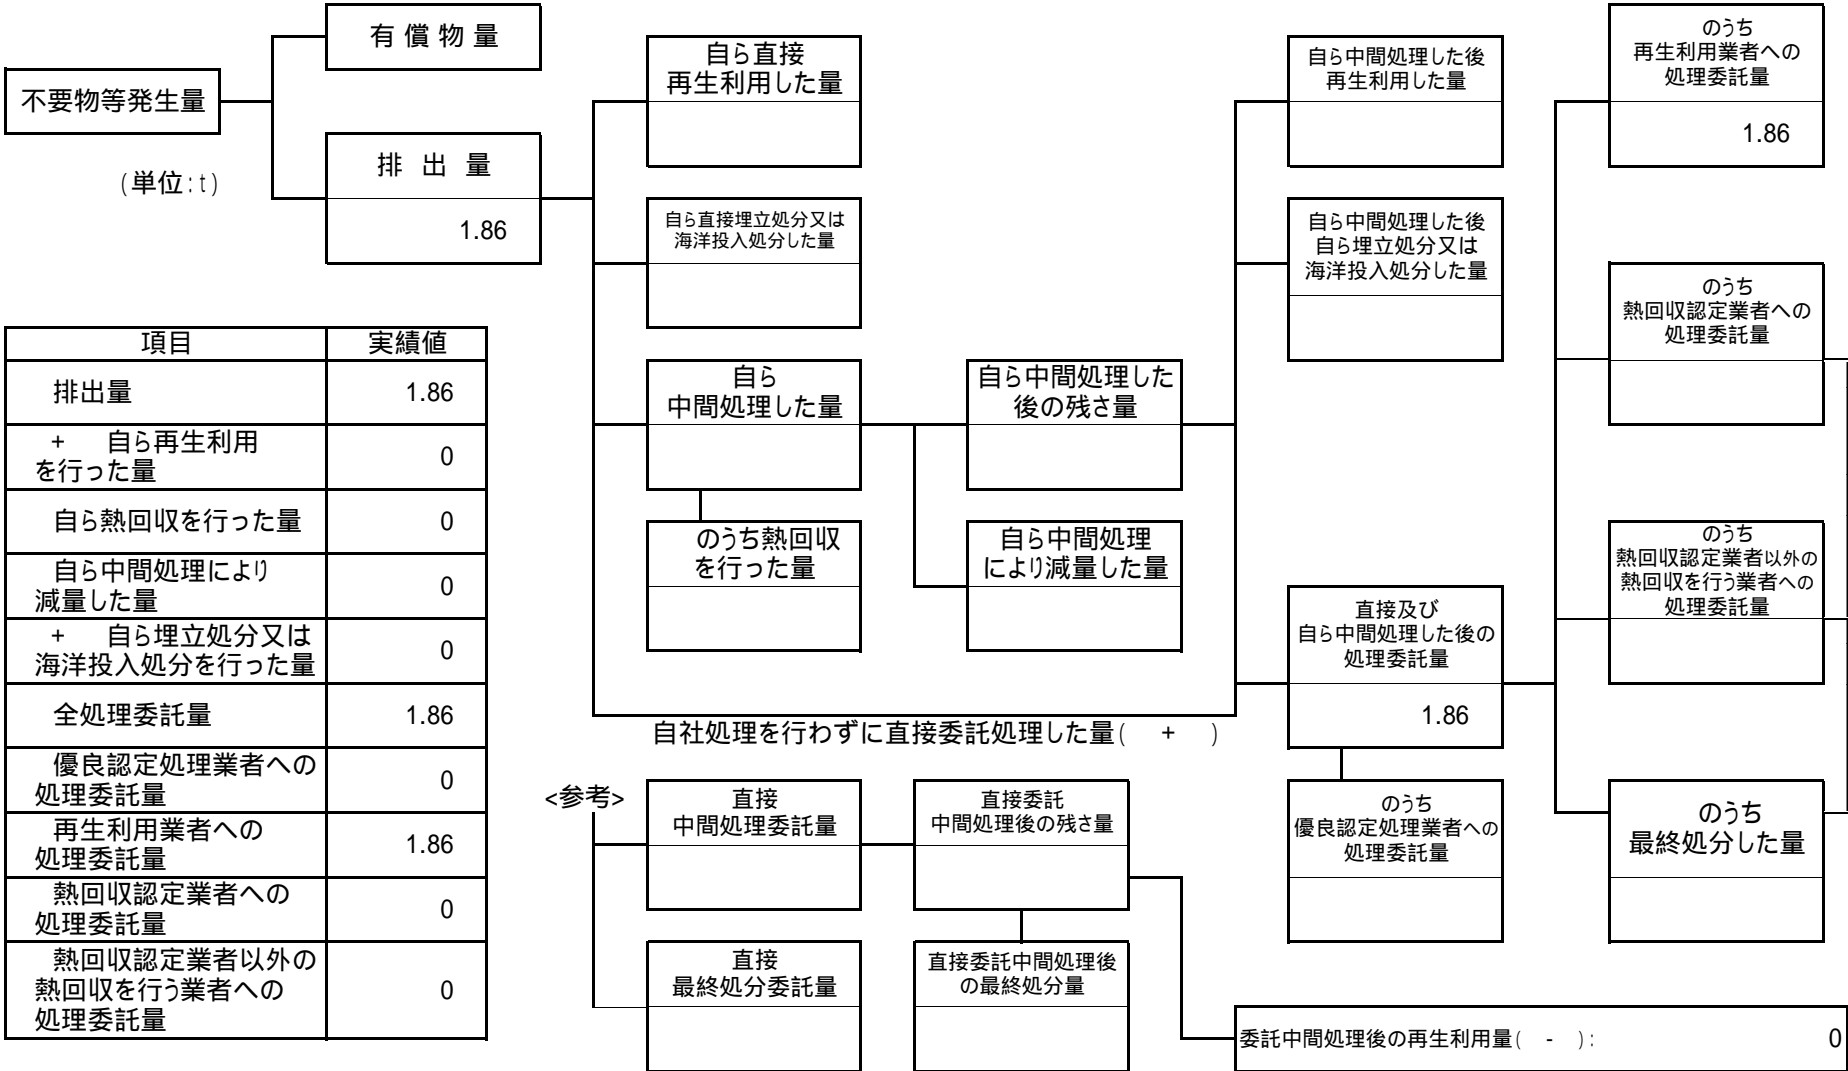 不要物等発生量
(単位:t)
有 償 物 量
排 出 量
1.86
自ら直接
再生利用した量
自ら直接埋立処分又は
海洋投入処分した量
自ら
中間処理した量
のうち熱回収
を行った量
自ら中間処理した
後の残さ量
自ら中間処理
により減量した量
自ら中間処理した後
再生利用した量
自ら中間処理した後
自ら埋立処分又は
海洋投入処分した量
直接及び
自ら中間処理した後の
処理委託量
1.86
のうち
優良認定処理業者への
処理委託量
のうち
再生利用業者への
処理委託量
1.86
のうち
熱回収認定業者への
処理委託量
のうち
熱回収認定業者以外の
熱回収を行う業者への
処理委託量
のうち
最終処分した量
自社処理を行わずに直接委託処理した量( + )
項目 実績値
排出量 1.86
+ 自ら再生利用
を行った量 0
自ら熱回収を行った量 0
自ら中間処理により
減量した量 0
+ 自ら埋立処分又は
海洋投入処分を行った量 0
全処理委託量 1.86
優良認定処理業者への
処理委託量 0
再生利用業者への
処理委託量 1.86
熱回収認定業者への
処理委託量 0
熱回収認定業者以外の
熱回収を行う業者への
処理委託量 0
<参考>
直接
中間処理委託量
直接委託
中間処理後の残さ量
直接
最終処分委託量
直接委託中間処理後
の最終処分量
委託中間処理後の再生利用量( - ): 0